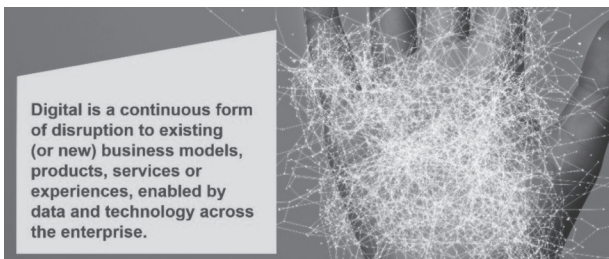 Digital is a continuous form
of disruption to existing
(or new) business models,
products, services or
experiences, enabled by
data and technology across
the enterprise.